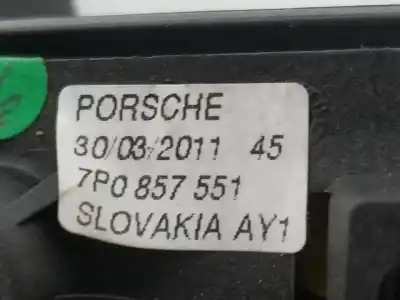 PORSCHE
30/03/2011 45
7P0 857 551
SLOVAKIA AY1